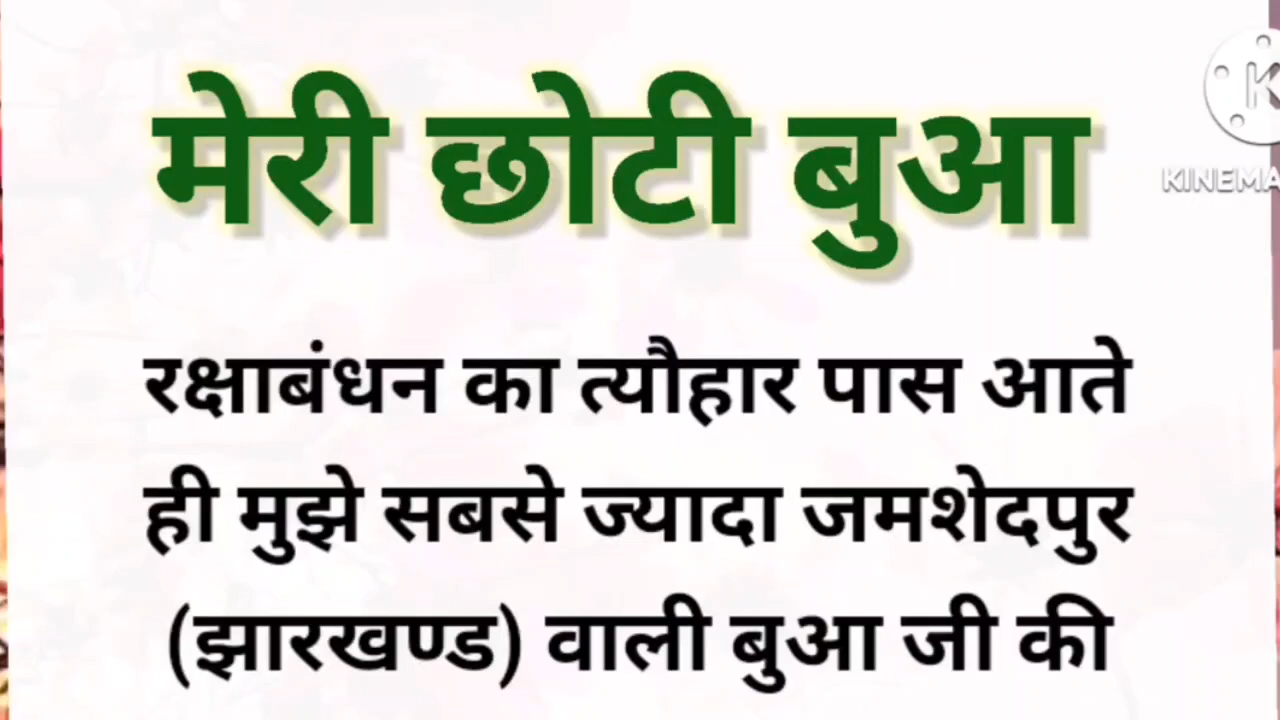 मेरी छोटी बुआ
रक्षाबंधन का त्यौहार पास आते
ही मुझे सबसे ज्यादा जमशेदपुर
(झारखण्ड) वाली बुआ जी की
K
KINEMA